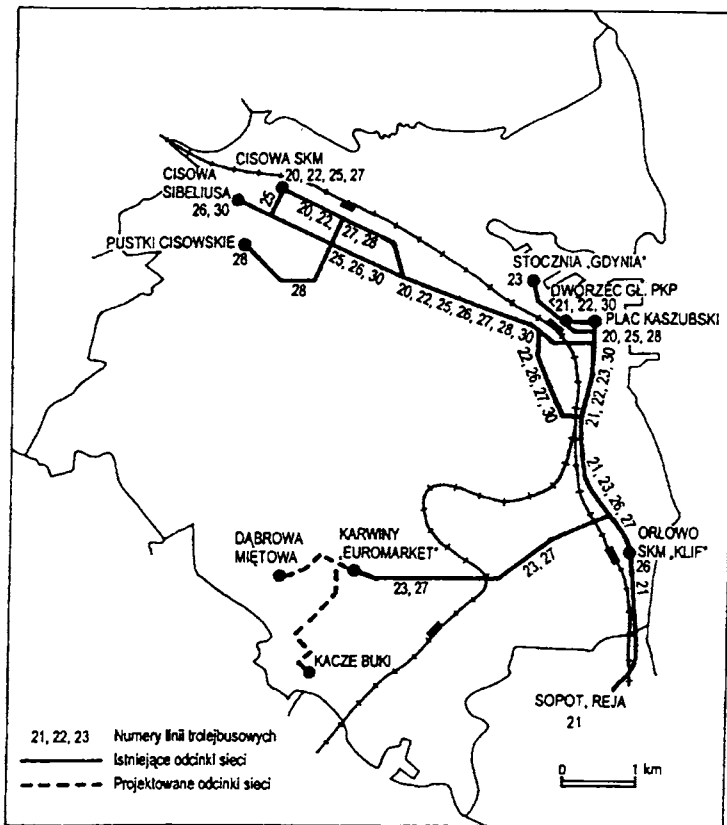 CISOWA SKM
20, 22, 25, 27
CISOWA
SIBELIUSA
26, 30
25
20, 22,
27, 28
PUSTKI CISOWSKIE
28
28
25, 26, 30
20, 22, 25, 26, 27, 28, 30
STOCZNIA „GDYNIA"
23
DWORZEC GŁ. PKP
21, 22, 30
PLAC KASZUBSKI
20, 25, 28
22, 26, 27, 30
21, 22, 23, 30
21, 23, 26, 27
DĄBROWA
MIĘTOWA
KARWINY
„EUROMARKET"
23, 27
23, 27
ORŁOWO
SKM „KLIF"
26
21
KACZE BUKI
SOPOT, REJA
21
21, 22, 23 Numery linii trolejbusowych
Istniejące odcinki sieci
Projektowane odcinki sieci
0 1 km